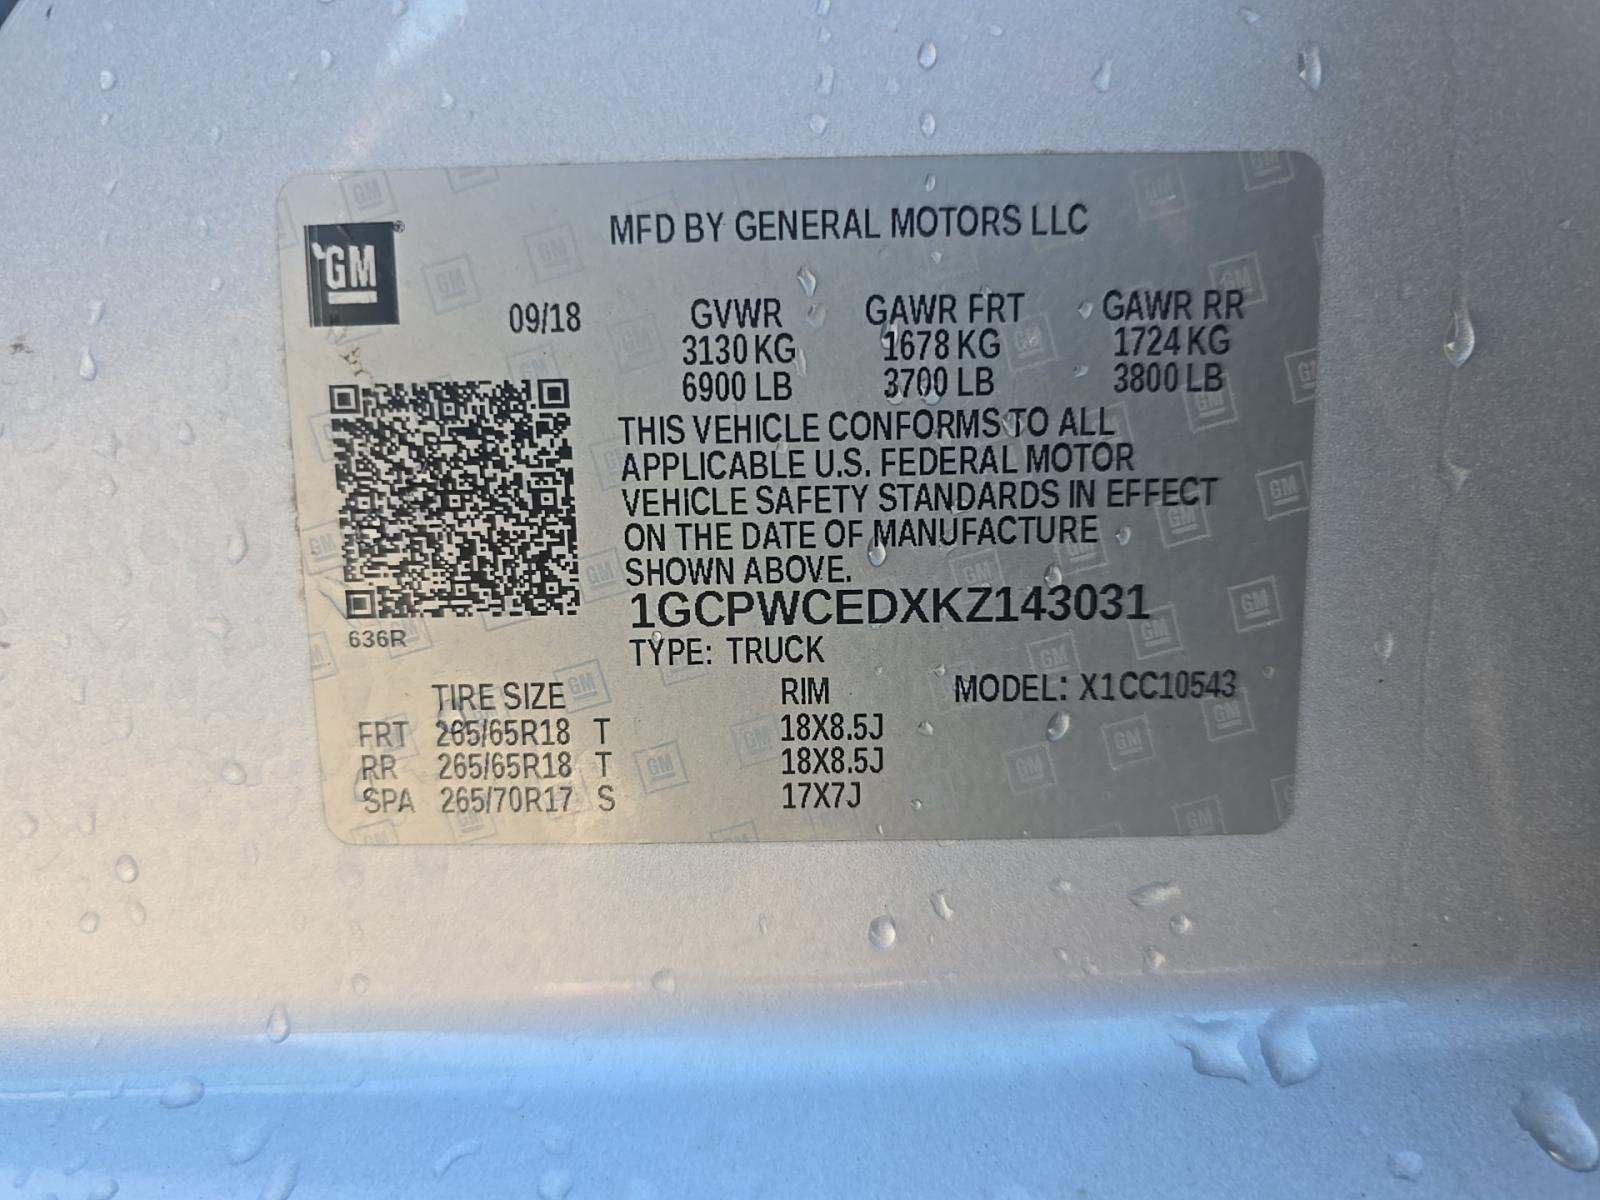 GM
MFD BY GENERAL MOTORS LLC
09/18
GVWR GAWR FRT GAWR RR
3130 KG 1678 KG 1724 KG
6900 LB 3700 LB 3800 LB
THIS VEHICLE CONFORMS TO ALL
APPLICABLE U.S. FEDERAL MOTOR
VEHICLE SAFETY STANDARDS IN EFFECT
ON THE DATE OF MANUFACTURE
SHOWN ABOVE.
1GCPWCEDXKZ143031
636R
TYPE: TRUCK
TIRE SIZE RIM MODEL: X1CC10543
FRT 265/65R18 T 18X8.5J
RR 265/65R18 T 18X8.5J
SPA 265/70R17 S 17X7J